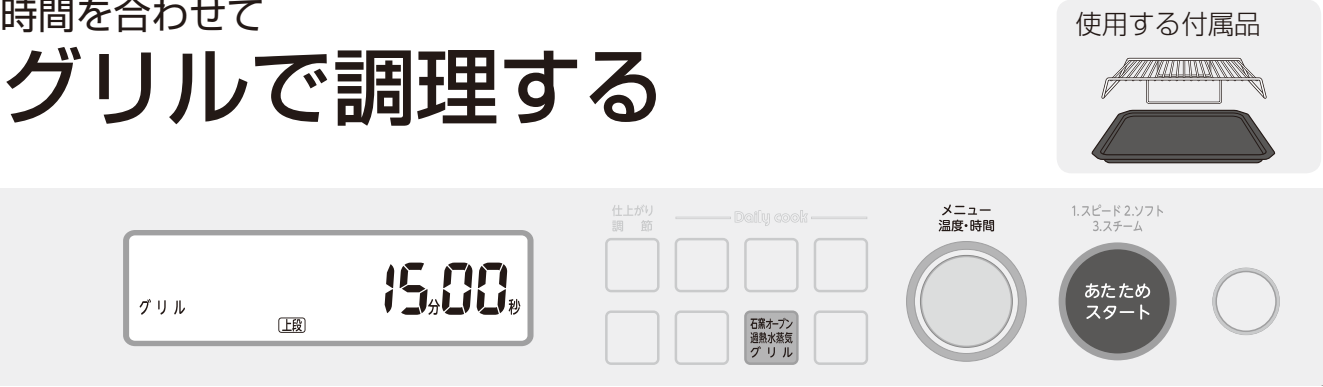 時間を合わせて
グリルで調理する
使用する付属品
仕上がり
調 節
Daily cook
メニュー
温度・時間
1.スピード 2.ソフト
3.スチーム
グリル
上段
15分00秒
石窯オーブン
過熱水蒸気
グリル
あたため
スタート